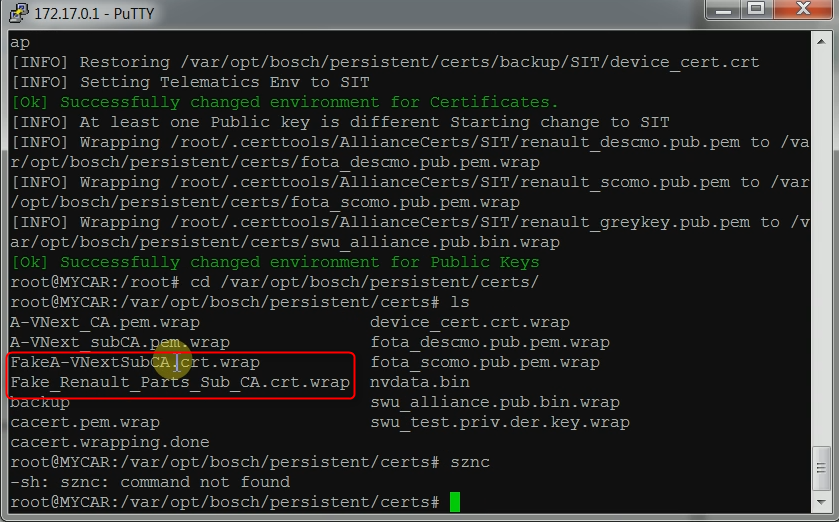 172.17.0.1 - PuTTY
ap
[INFO] Restoring /var/opt/bosch/persistent/certs/backup/SIT/device_cert.crt
[INFO] Setting Telematics Env to SIT
[Ok] Successfully changed environment for Certificates.
[INFO] At least one Public key is different Starting change to SIT
[INFO] Wrapping /root/.certtools/AllianceCerts/SIT/renault_descmo.pub.pem to /va
r/opt/bosch/persistent/certs/fota_descmo.pub.pem.wrap
[INFO] Wrapping /root/.certtools/AllianceCerts/SIT/renault_scomo.pub.pem to /var
/opt/bosch/persistent/certs/fota_scomo.pub.pem.wrap
[INFO] Wrapping /root/.certtools/AllianceCerts/SIT/renault_greykey.pub.pem to /v
ar/opt/bosch/persistent/certs/swu_alliance.pub.bin.wrap
[Ok] Successfully changed environment for Public Keys
root@MYCAR:/root# cd /var/opt/bosch/persistent/certs/
root@MYCAR:/var/opt/bosch/persistent/certs# ls
A-VNext_CA.pem.wrap device_cert.crt.wrap
A-VNext_subCA.pem.wrap fota_descmo.pub.pem.wrap
FakeA-VNextSubCA.crt.wrap fota_scomo.pub.pem.wrap
Fake_Renault_Parts_Sub_CA.crt.wrap nvdata.bin
backup swu_alliance.pub.bin.wrap
cacert.pem.wrap swu_test.priv.der.key.wrap
cacert.wrapping.done
root@MYCAR:/var/opt/bosch/persistent/certs# sznc
-sh: sznc: command not found
root@MYCAR:/var/opt/bosch/persistent/certs#